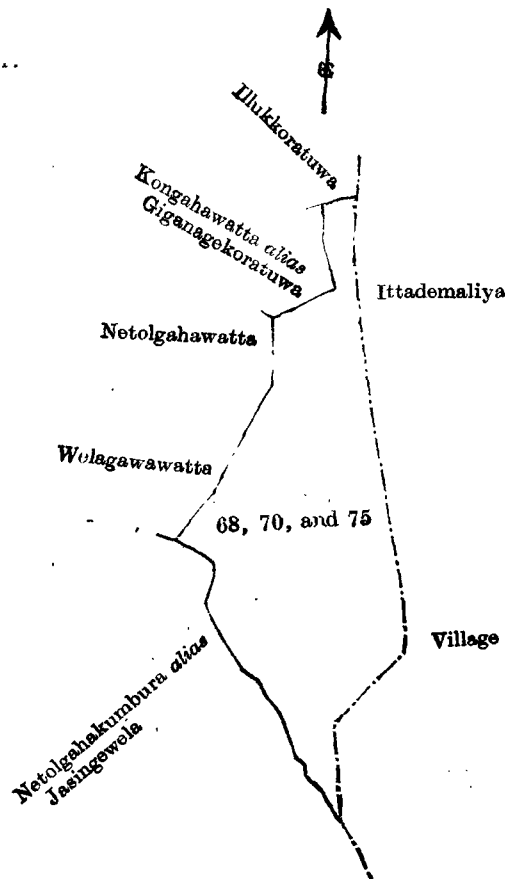 Illukkoratuwa
Kongahawatta alias
Giganagekoratuwa
Ittademaliya
Netolgahawatta
Welagawawatta
68, 70, and 75
Village
Netolgahakumbura alias
Jasingewela